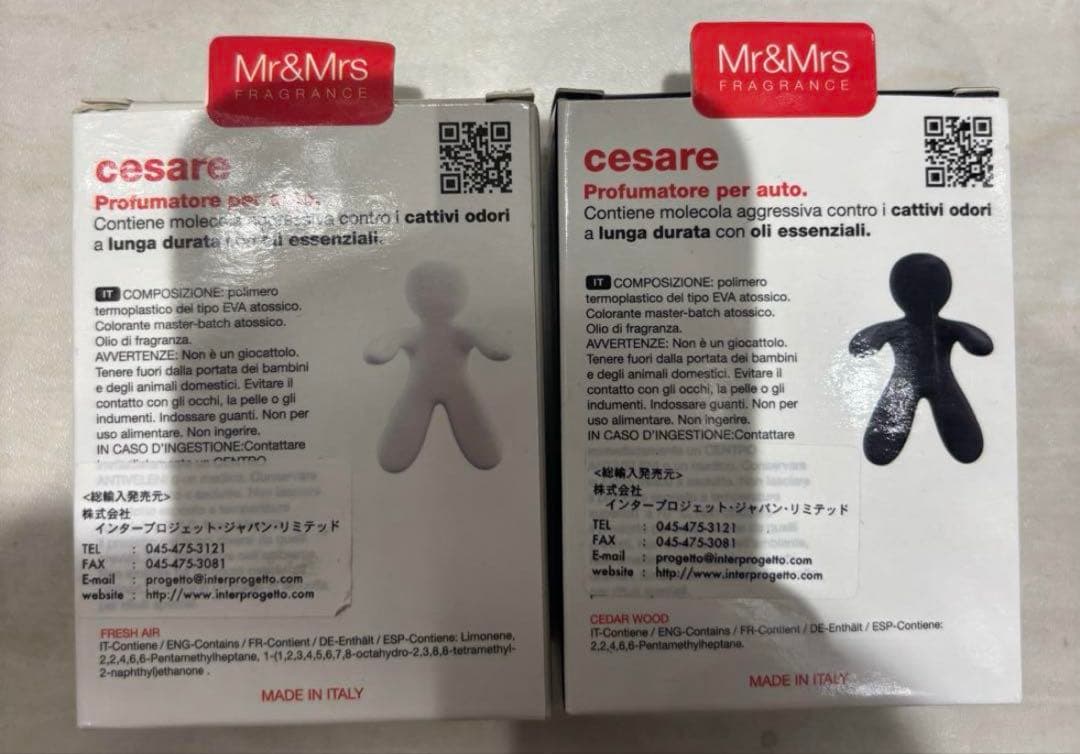 Mr&Mrs
FRAGRANCE
cesare
Profumatore per
Contiene molecola aggressiva contro i cattivi odori
a lunga durata con oli essenziali.
IT COMPOSIZIONE: polimero
termoplastico del tipo EVA atossico.
Colorante master-batch atossico.
Olio di fragranza.
AVVERTENZE: Non è un giocattolo.
Tenere fuori dalla portata dei bambini
e degli animali domestici. Evitare il
contatto con gli occhi, la pelle o gli
indumenti. Indossare guanti. Non per
uso alimentare. Non ingerire.
IN CASO D'INGESTIONE:Contattare
<総輸入発売元>
株式会社
インタープロジェット・ジャパン・リミテッド
TEL : 045-475-3121
FAX : 045-475-3081
E-mail : progetto@interprogetto.com
website : http://www.interprogetto.com
FRESH AIR
IT-Contiene / ENG-Contains / FR-Contient / DE-Enthält / ESP-Contiene: Limonene,
2,2,4,6,6-Pentamethylheptane, 1-(1,2,3,4,5,6,7,8-octahydro-2,3,8,8-tetramethyl-
2-naphthyl)ethanone .
MADE IN ITALY
Mr&Mrs
FRAGRANCE
cesare
Profumatore per auto.
Contiene molecola aggressiva contro i cattivi odori
a lunga durata con oli essenziali.
IT COMPOSIZIONE: polimero
termoplastico del tipo EVA atossico.
Colorante master-batch atossico.
Olio di fragranza.
AVVERTENZE: Non è un giocattolo.
Tenere fuori dalla portata dei bambini
e degli animali domestici. Evitare il
contatto con gli occhi, la pelle o gli
indumenti. Indossare guanti. Non per
uso alimentare. Non ingerire.
IN CASO D'INGESTIONE:Contattare
<総輸入発売元>
株式会社
インタープロジェット・ジャパン・リミテッド
TEL : 045-475-3121
FAX : 045-475-3081
E-mail : progetto@interprogetto.com
website : http://www.interprogetto.com
CEDAR WOOD
IT-Contiene / ENG-Contains / FR-Contient / DE-Enthält / ESP-Contiene:
2,2,4,6,6-Pentamethylheptane.
MADE IN ITALY